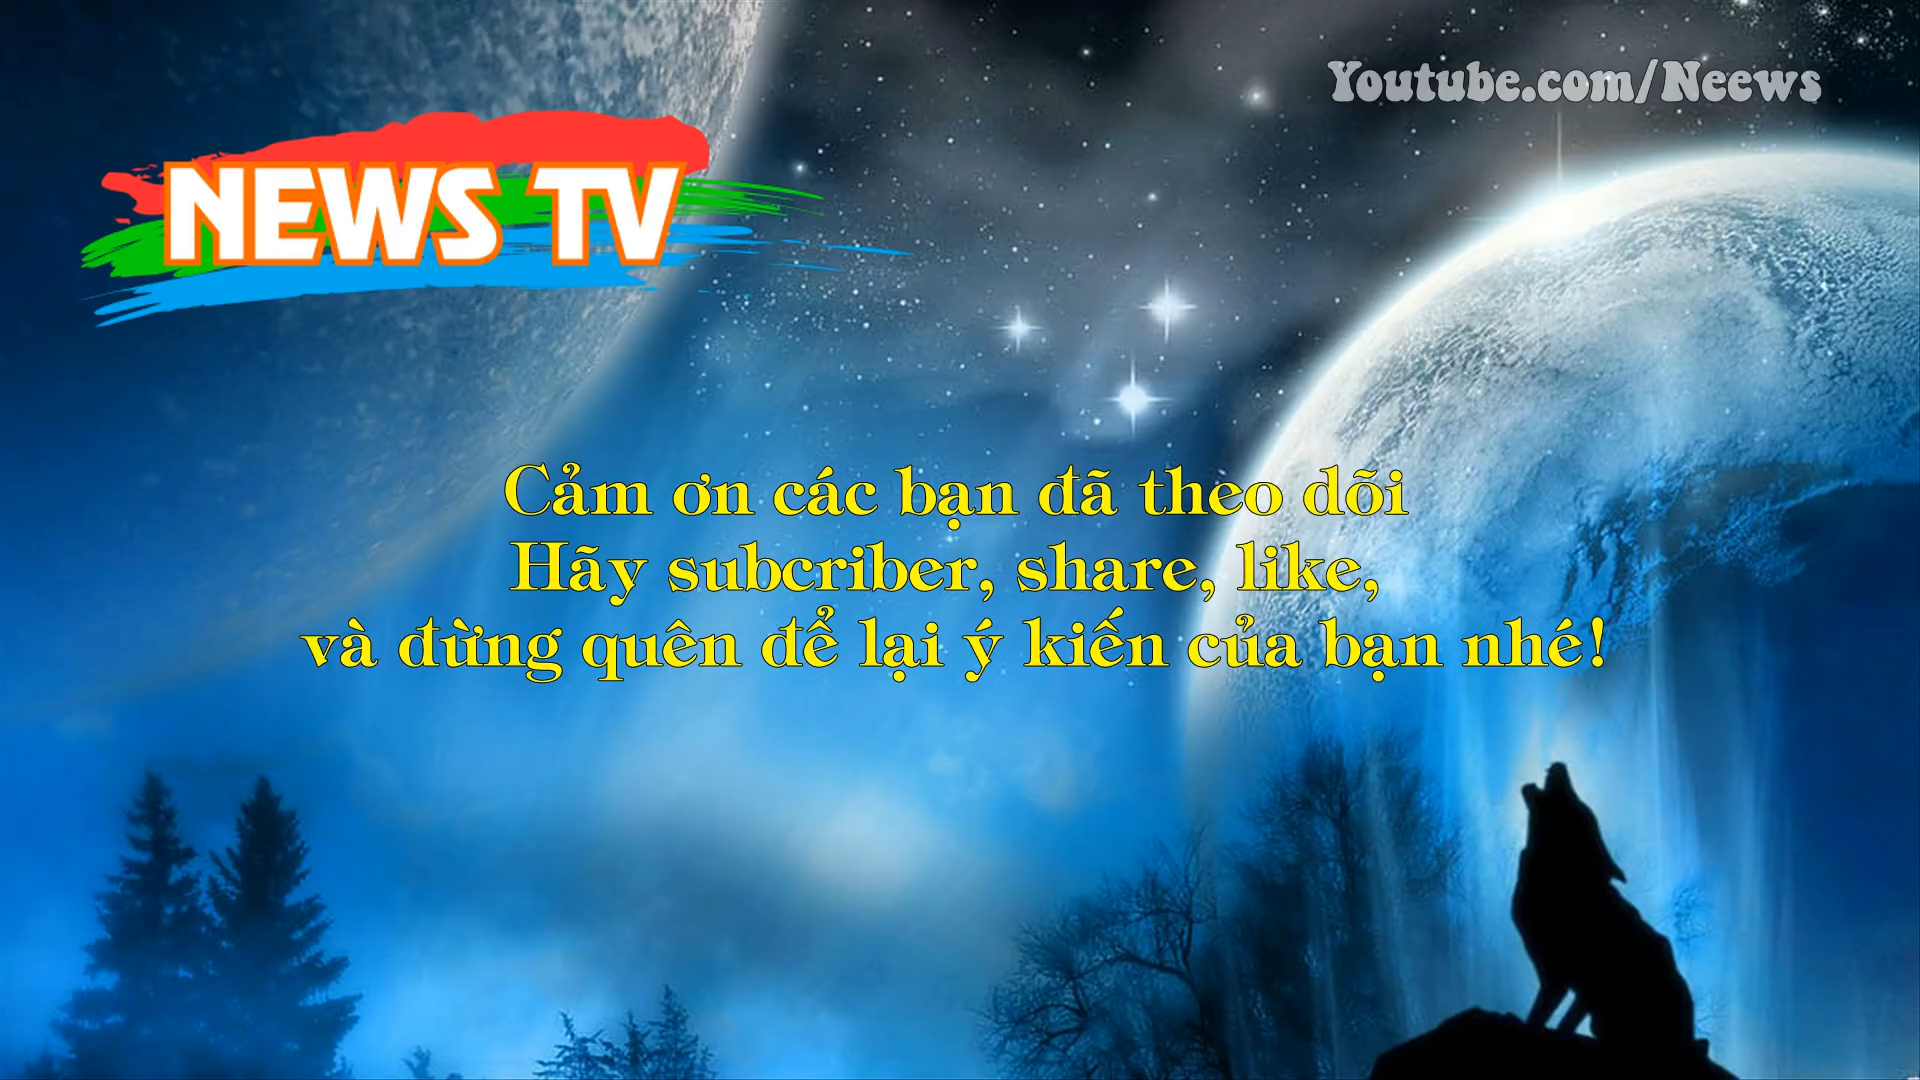 Youtube.com/Neews
NEWS TV
Cảm ơn các bạn đã theo dõi
Hãy subcriber, share, like,
và đừng quên để lại ý kiến của bạn nhé!